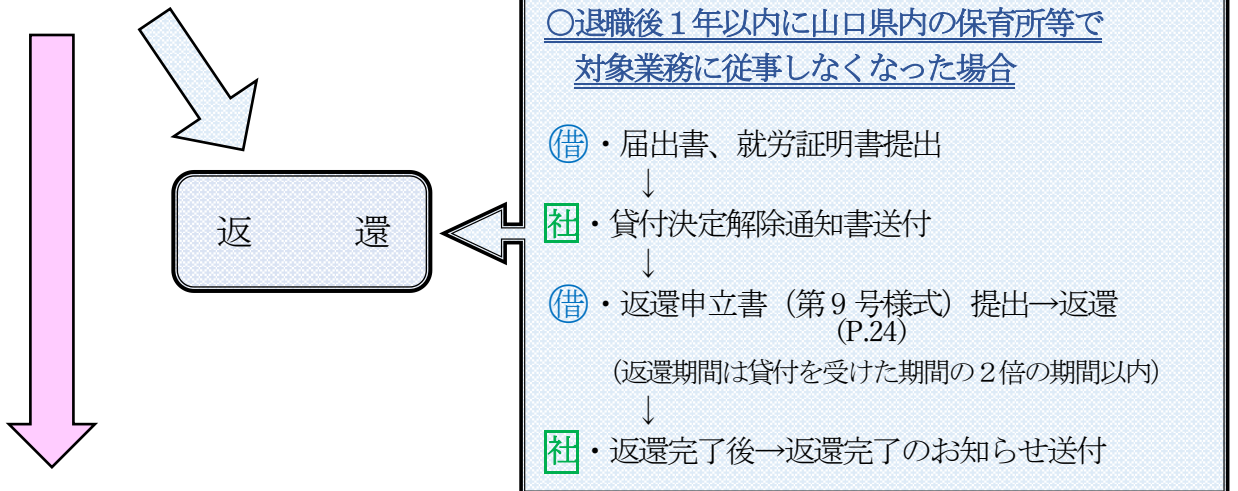 ○退職後１年以内に山口県内の保育所等で
対象業務に従事しなくなった場合
借・届出書、就労証明書提出
↓
社・貸付決定解除通知書送付
↓
借・返還申立書（第９号様式）提出→返還
(P.24)
（返還期間は貸付を受けた期間の２倍の期間以内）
↓
社・返還完了後→返還完了のお知らせ送付
返　　還